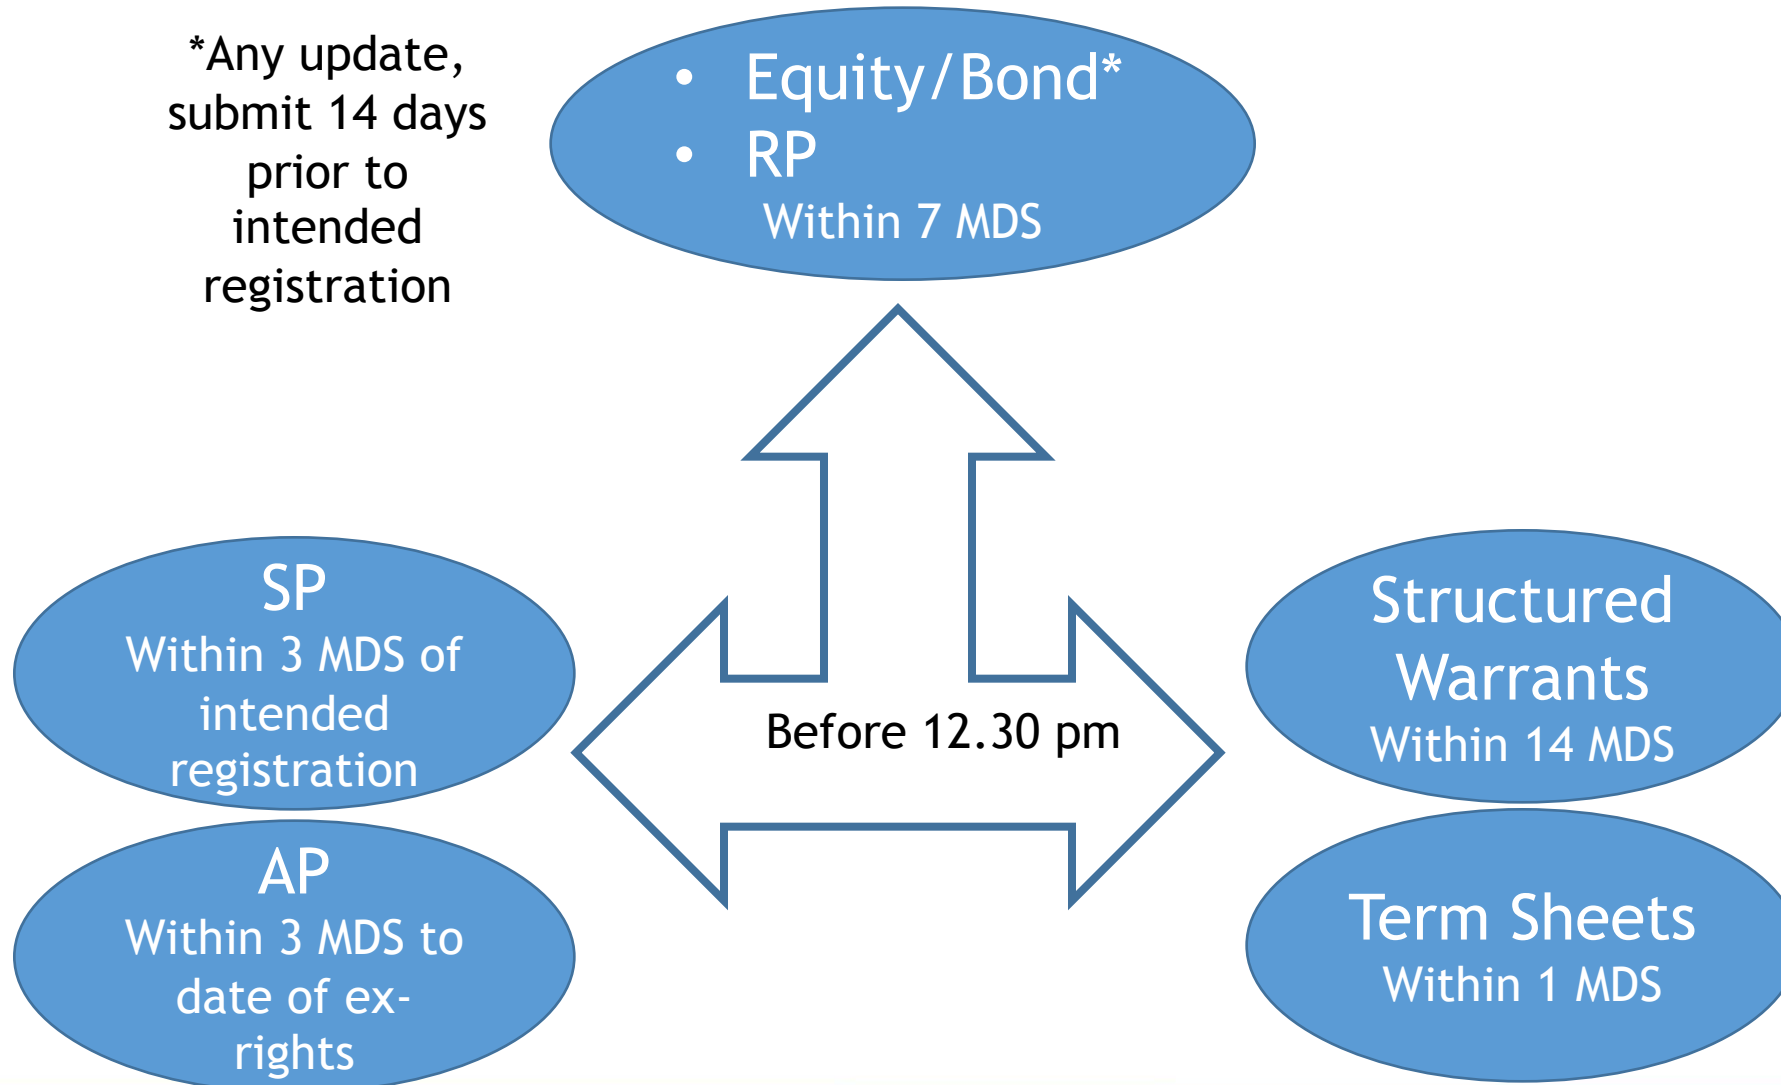 *Any update,
submit 14 days
prior to
intended
registration
• Equity/Bond*
• RP
Within 7 MDS
SP
Within 3 MDS of
intended
registration
AP
Within 3 MDS to
date of ex-
rights
Before 12.30 pm
Structured
Warrants
Within 14 MDS
Term Sheets
Within 1 MDS